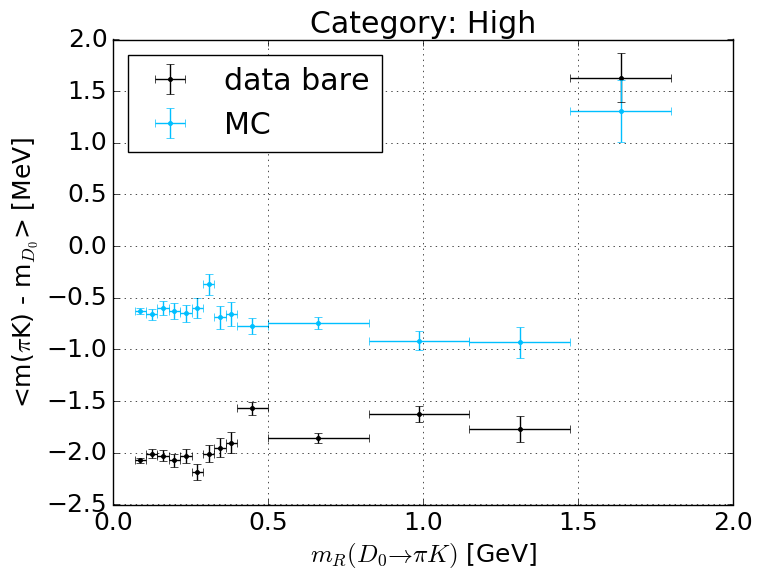 Category: High
data bare
MC
<m(πK) - m_{D_0}> [MeV]
2.0
1.5
1.0
0.5
0.0
−0.5
−1.0
−1.5
−2.0
−2.5
0.0 0.5 1.0 1.5 2.0
m_R(D_0→πK) [GeV]